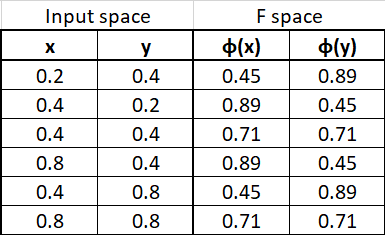 Input space F space
x y ϕ(x) ϕ(y)
0.2 0.4 0.45 0.89
0.4 0.2 0.89 0.45
0.4 0.4 0.71 0.71
0.8 0.4 0.89 0.45
0.4 0.8 0.45 0.89
0.8 0.8 0.71 0.71